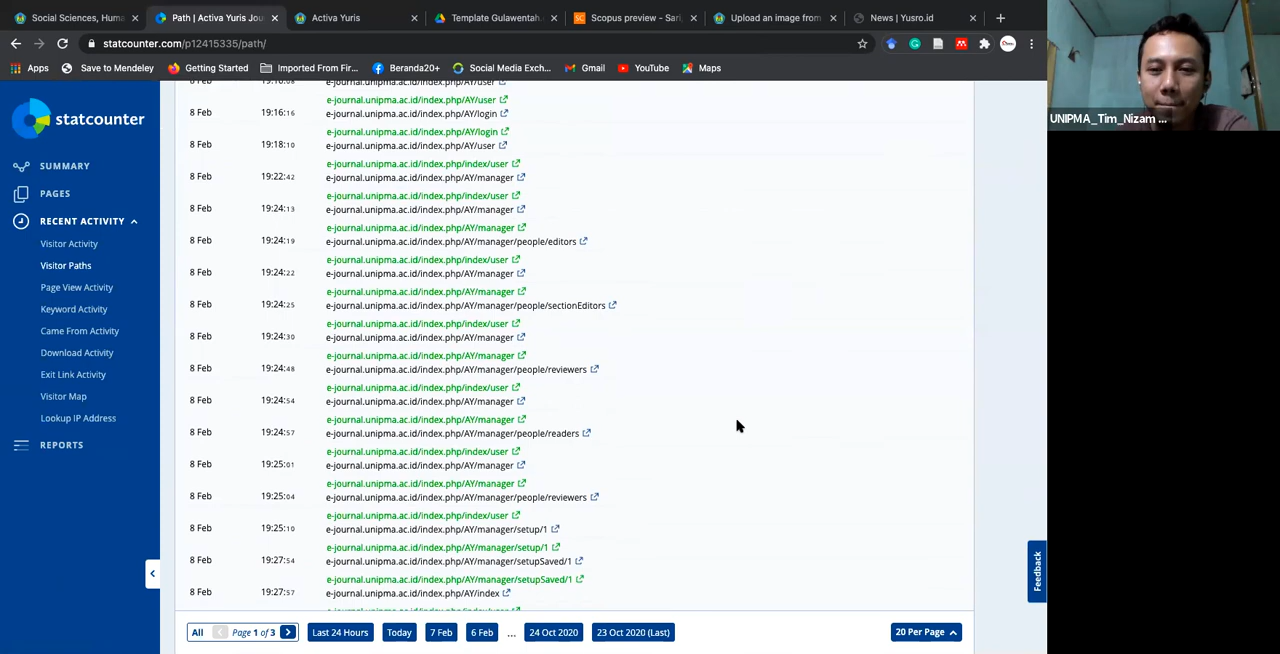 Social Sciences, Huma
Path | Activa Yuris Jou
Activa Yuris
Template Gulawentah.
Scopus preview - Sari
Upload an image from
News | Yusro.id
statcounter.com/p12415335/path/
Apps
Save to Mendeley
Getting Started
Imported From Fir...
Beranda20+
Social Media Exch...
Gmail
YouTube
Maps
statcounter
SUMMARY
PAGES
RECENT ACTIVITY
Visitor Activity
Visitor Paths
Page View Activity
Keyword Activity
Came From Activity
Download Activity
Exit Link Activity
Visitor Map
Lookup IP Address
REPORTS
e-journal.unipma.ac.id/index.php/AY/user
e-journal.unipma.ac.id/index.php/AY/user
8 Feb 19:16:16 e-journal.unipma.ac.id/index.php/AY/login
e-journal.unipma.ac.id/index.php/AY/login
8 Feb 19:18:10 e-journal.unipma.ac.id/index.php/AY/user
e-journal.unipma.ac.id/index.php/index/user
8 Feb 19:22:42 e-journal.unipma.ac.id/index.php/AY/manager
e-journal.unipma.ac.id/index.php/index/user
8 Feb 19:24:13 e-journal.unipma.ac.id/index.php/AY/manager
e-journal.unipma.ac.id/index.php/AY/manager
8 Feb 19:24:19 e-journal.unipma.ac.id/index.php/AY/manager/people/editors
e-journal.unipma.ac.id/index.php/index/user
8 Feb 19:24:22 e-journal.unipma.ac.id/index.php/AY/manager
e-journal.unipma.ac.id/index.php/AY/manager
8 Feb 19:24:25 e-journal.unipma.ac.id/index.php/AY/manager/people/sectionEditors
e-journal.unipma.ac.id/index.php/index/user
8 Feb 19:24:30 e-journal.unipma.ac.id/index.php/AY/manager
e-journal.unipma.ac.id/index.php/AY/manager
8 Feb 19:24:48 e-journal.unipma.ac.id/index.php/AY/manager/people/reviewers
e-journal.unipma.ac.id/index.php/index/user
8 Feb 19:24:54 e-journal.unipma.ac.id/index.php/AY/manager
e-journal.unipma.ac.id/index.php/AY/manager
8 Feb 19:24:57 e-journal.unipma.ac.id/index.php/AY/manager/people/readers
e-journal.unipma.ac.id/index.php/index/user
8 Feb 19:25:01 e-journal.unipma.ac.id/index.php/AY/manager
e-journal.unipma.ac.id/index.php/AY/manager
8 Feb 19:25:04 e-journal.unipma.ac.id/index.php/AY/manager/people/reviewers
e-journal.unipma.ac.id/index.php/index/user
8 Feb 19:25:10 e-journal.unipma.ac.id/index.php/AY/manager/setup/1
e-journal.unipma.ac.id/index.php/AY/manager/setup/1
8 Feb 19:27:54 e-journal.unipma.ac.id/index.php/AY/manager/setupSaved/1
e-journal.unipma.ac.id/index.php/AY/manager/setupSaved/1
8 Feb 19:27:57 e-journal.unipma.ac.id/index.php/AY/index
All Page 1 of 3 Last 24 Hours Today 7 Feb 6 Feb ... 24 Oct 2020 23 Oct 2020 (Last) 20 Per Page
Feedback
UNIPMA_Tim_Nizam ...